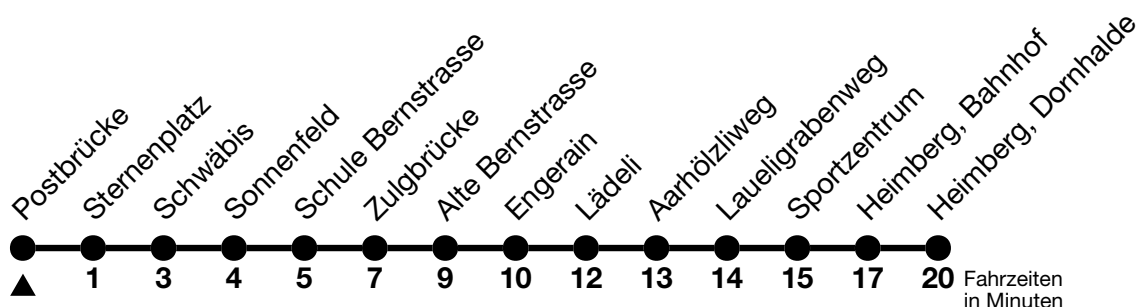 Postbrücke
Sternenplatz
Schwäbis
Sonnenfeld
Schule Bernstrasse
Zulgbrücke
Alte Bernstrasse
Engerain
Lädeli
Aarhölzliweg
Laueligrabenweg
Sportzentrum
Heimberg, Bahnhof
Heimberg, Dornhalde
1 3 4 5 7 9 10 12 13 14 15 17 20 Fahrzeiten
in Minuten